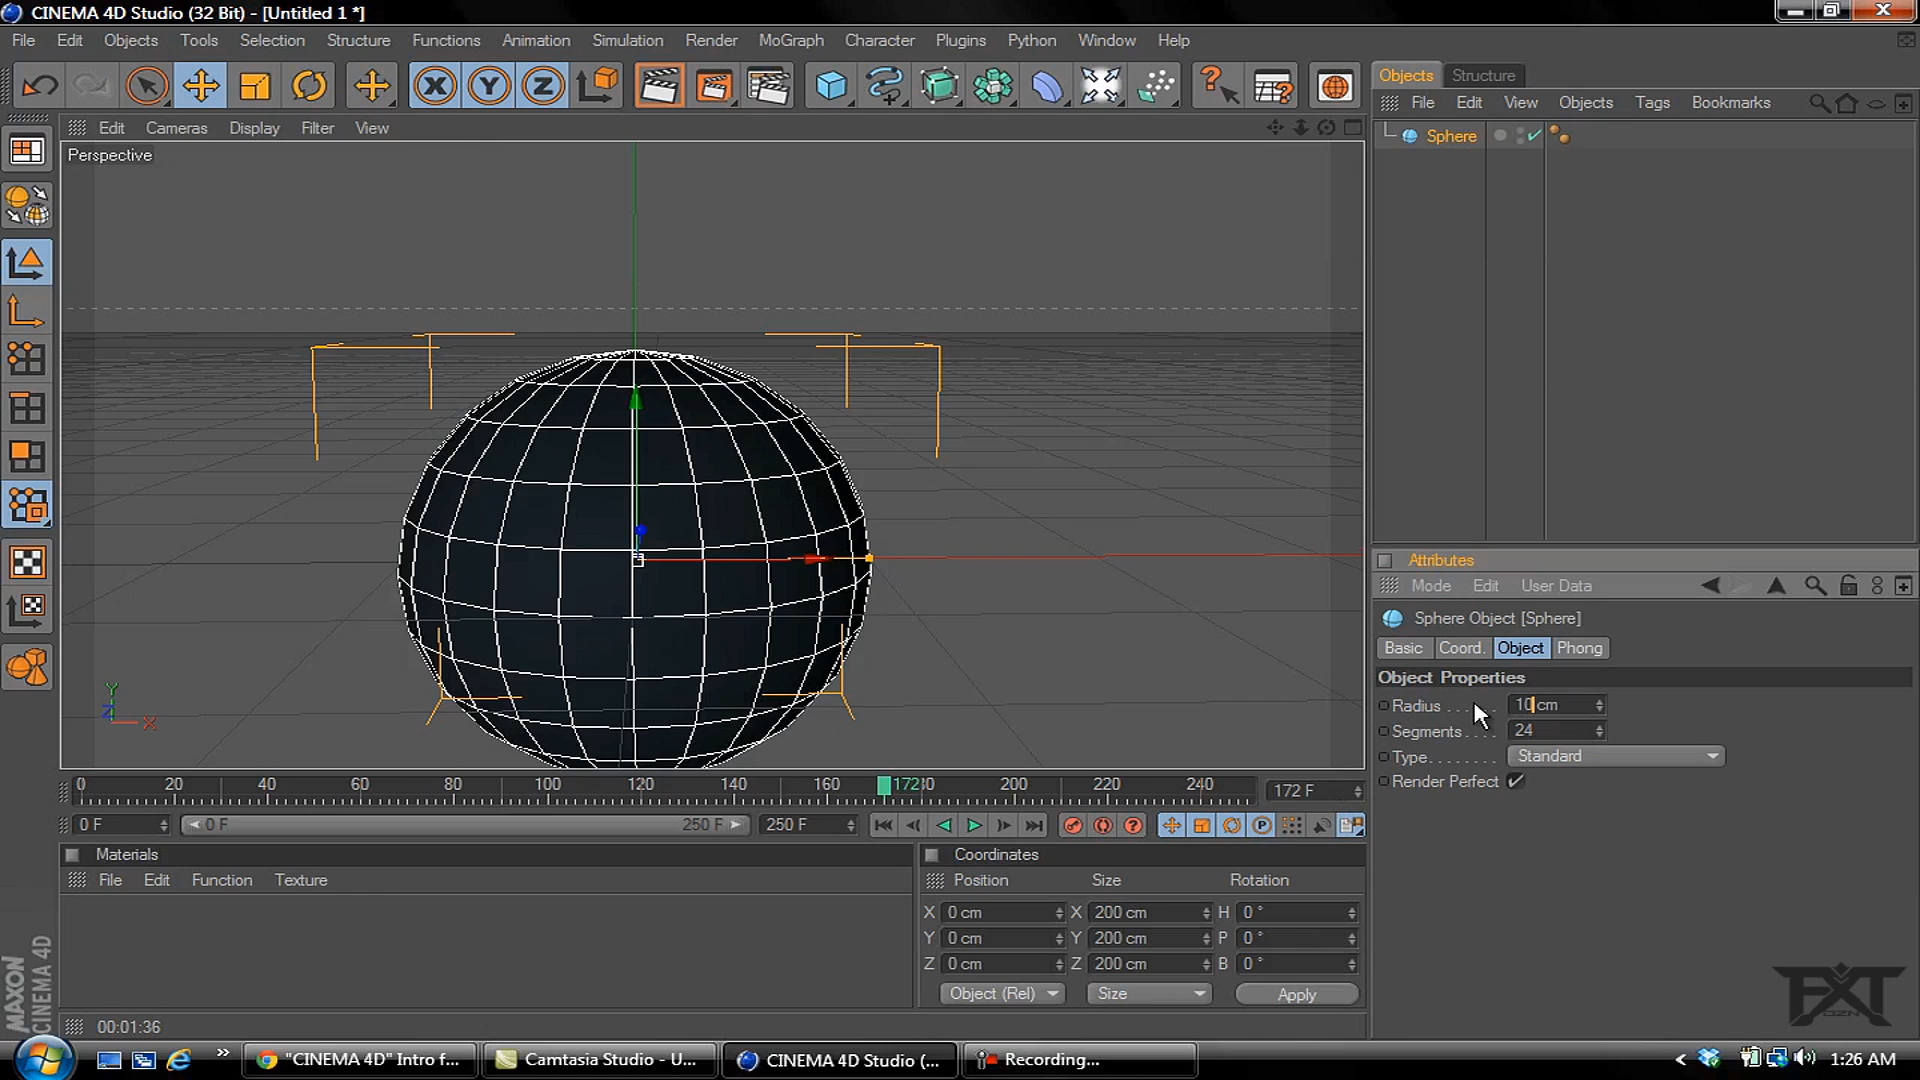 CINEMA 4D Studio (32 Bit) - [Untitled 1 *]
File Edit Objects Tools Selection Structure Functions Animation Simulation Render MoGraph Character Plugins Python Window Help
Objects Structure
File Edit View Objects Tags Bookmarks
Sphere
Edit Cameras Display Filter View
Perspective
X Y Z
Y
Z
X
Attributes
Mode Edit User Data
Sphere Object [Sphere]
Basic Coord. Object Phong
Object Properties
Radius . . . . . 10 cm
Segments . . . . 24
Type . . . . . . . . Standard
Render Perfect
0 20 40 60 80 100 120 140 160 172 80 200 220 240 172 F
0 F 0 F 250 F 250 F
Materials
File Edit Function Texture
Coordinates
Position Size Rotation
X 0 cm X 200 cm H 0 °
Y 0 cm Y 200 cm P 0 °
Z 0 cm Z 200 cm B 0 °
Object (Rel) Size Apply
MAXON
CINEMA 4D
FXT
DZN
00:01:36
"CINEMA 4D" Intro f... Camtasia Studio - U... CINEMA 4D Studio (... Recording... 1:26 AM